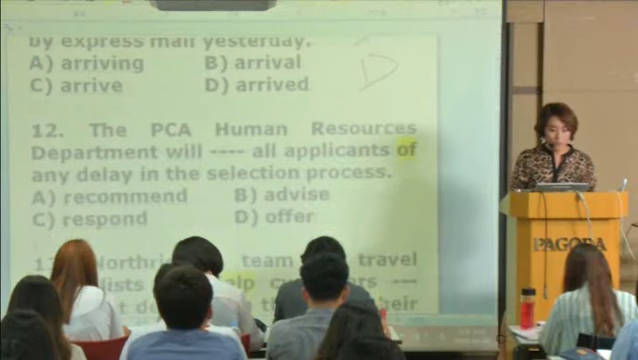 by express mail yesterday.
A) arriving B) arrival
C) arrive D) arrived
D
12. The PCA Human Resources
Department will ---- all applicants of
any delay in the selection process.
A) recommend B) advise
C) respond D) offer
team travel
----
PAGODA